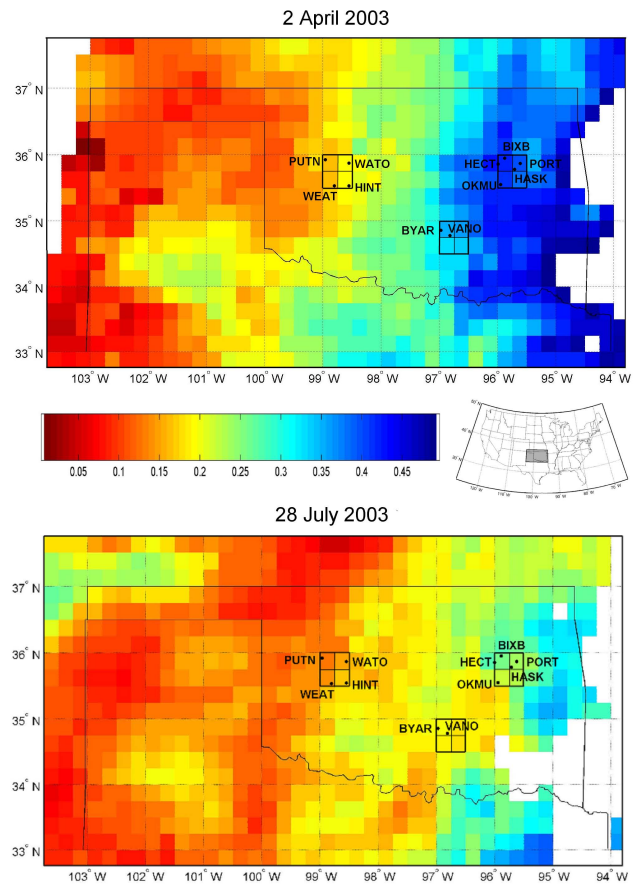 2 April 2003
37° N
36° N
35° N
34° N
33° N
PUTN WATO
WEAT HINT
BIXB
HECT PORT
HASK
OKMU
BYAR VANO
103° W 102° W 101° W 100° W 99° W 98° W 97° W 96° W 95° W 94° W
0.05 0.1 0.15 0.2 0.25 0.3 0.35 0.4 0.45
28 July 2003
37° N
36° N
35° N
34° N
33° N
PUTN WATO
WEAT HINT
BIXB
HECT PORT
HASK
OKMU
BYAR VANO
103° W 102° W 101° W 100° W 99° W 98° W 97° W 96° W 95° W 94° W